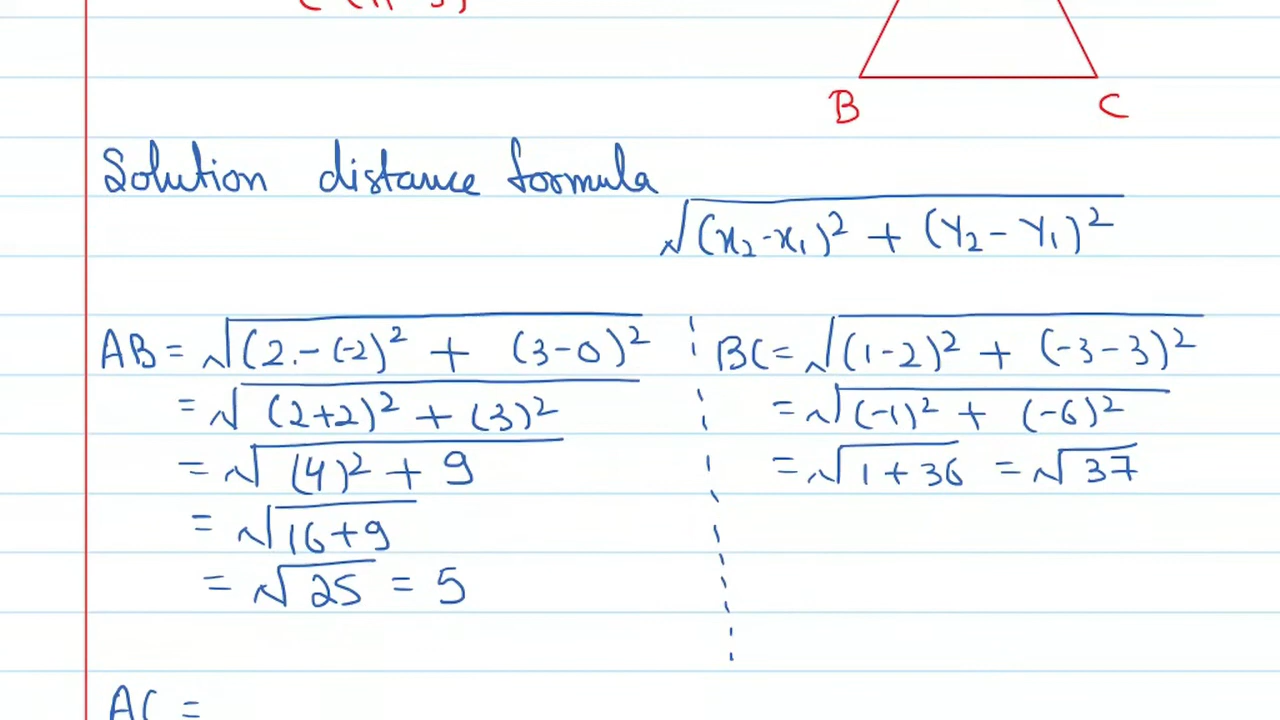 B C
Solution distance formula
√(x₂-x₁)² + (Y₂-Y₁)²
AB = √(2.-(-2)² + (3-0)²
= √(2+2)² + (3)²
= √(4)² + 9
= √16+9
= √25 = 5
BC = √(1-2)² + (-3-3)²
= √(-1)² + (-6)²
= √1+36 = √37
AC =